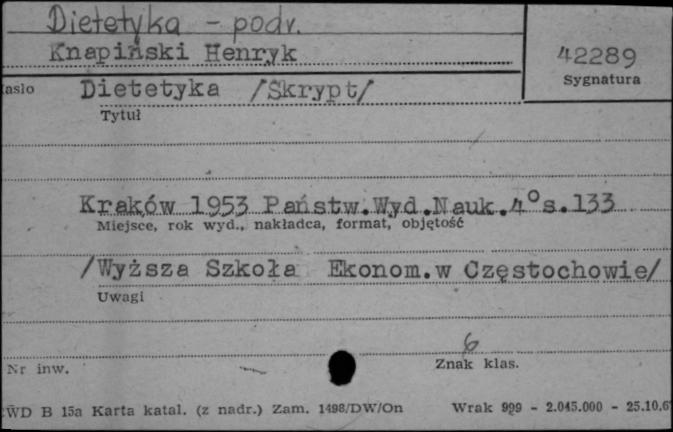 Dietetyka - podr.
Knapiński Henryk
42289
Sygnatura
asło Dietetyka /Skrypt/
Tytuł
Kraków 1953 Państw.Wyd.Nauk.4°s.133
Miejsce, rok wyd., nakładca, format, objętość
/Wyższa Szkoła Ekonom.w Częstochowie/
Uwagi
6
Nr inw. Znak klas.
WD B 15a Karta katal. (z nadr.) Zam. 1498/DW/On Wrak 909 - 2.045.000 - 25.10.6